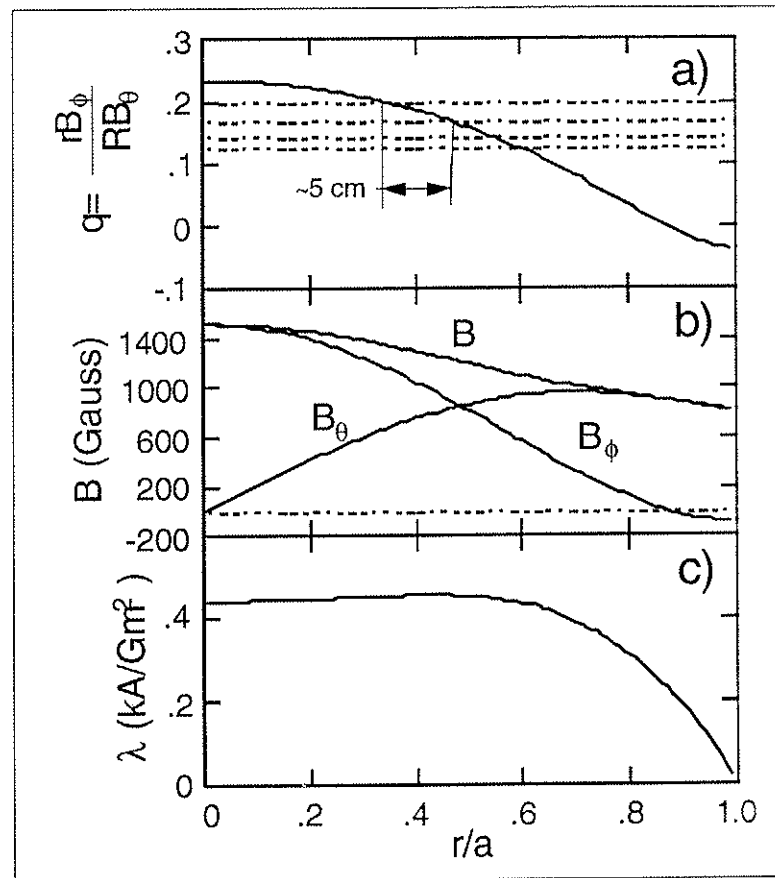 a)
.3
.2
.1
0
-.1
q= rBφ
RBθ
~5 cm
b)
1400
1000
600
200
-200
B (Gauss)
B
Bθ
Bφ
c)
.4
.2
0
λ (kA/Gm²)
0 .2 .4 .6 .8 1.0
r/a